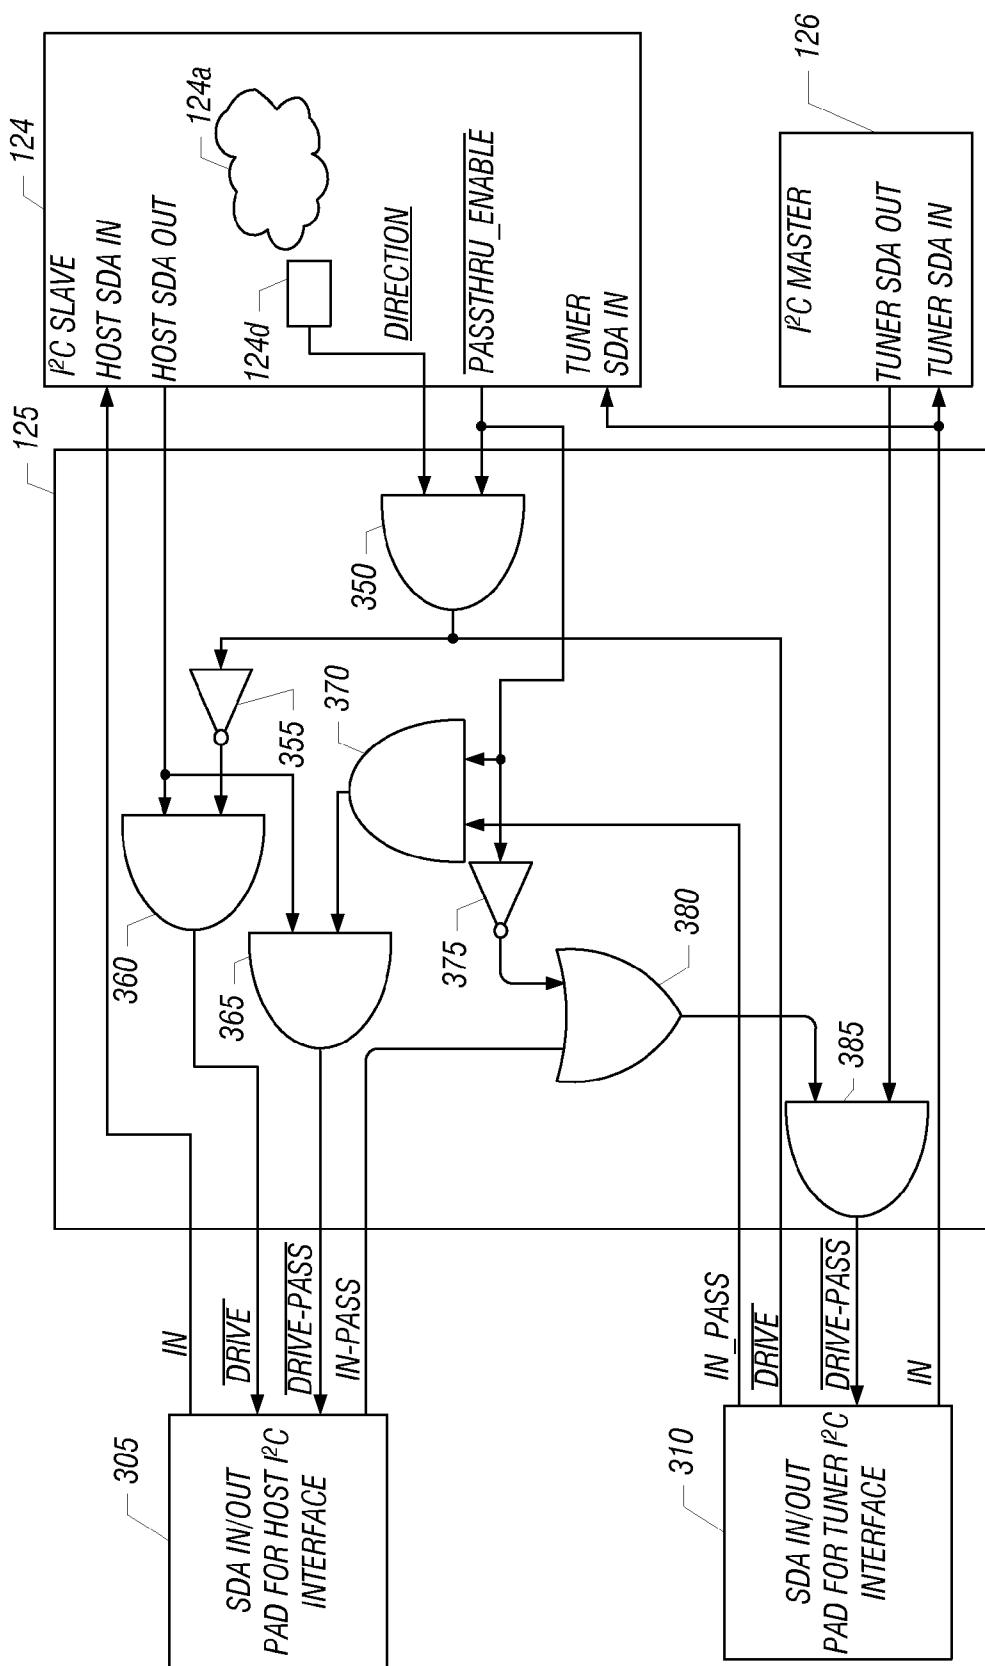 125
124
I²C SLAVE
HOST SDA IN
HOST SDA OUT
124a
124d
DIRECTION
PASSTHRU_ENABLE
TUNER
SDA IN
126
I²C MASTER
TUNER SDA OUT
TUNER SDA IN
350
355
360
365
370
375
380
385
305
SDA IN/OUT
PAD FOR HOST I²C
INTERFACE
IN
DRIVE
DRIVE-PASS
IN-PASS
310
SDA IN/OUT
PAD FOR TUNER I²C
INTERFACE
IN_PASS
DRIVE
DRIVE-PASS
IN